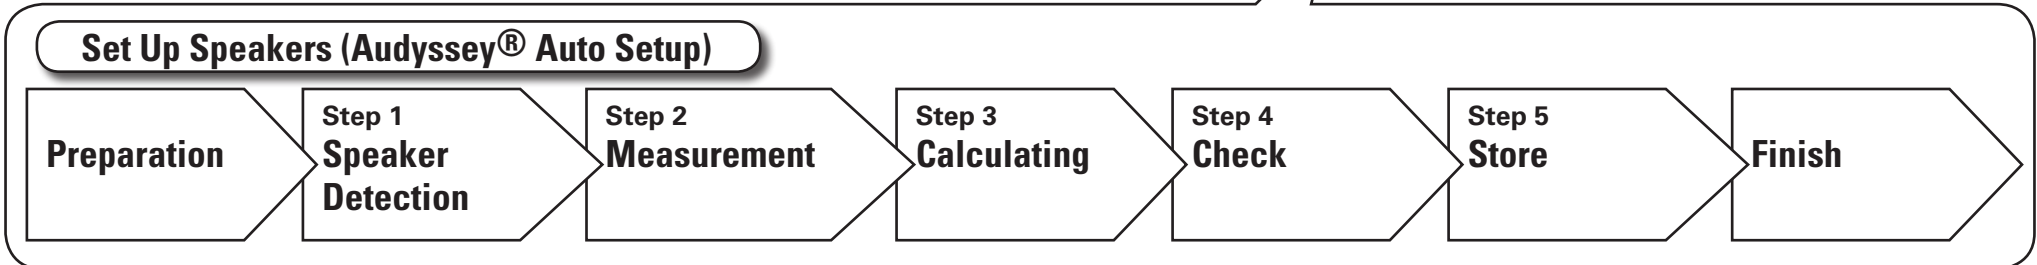 Set Up Speakers (Audyssey® Auto Setup)
Preparation
Step 1
Speaker
Detection
Step 2
Measurement
Step 3
Calculating
Step 4
Check
Step 5
Store
Finish